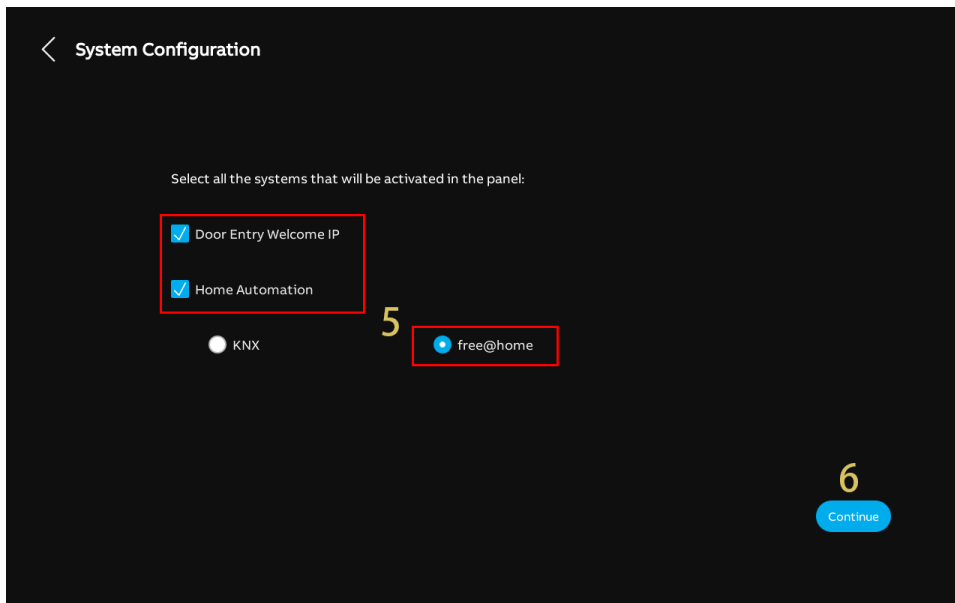 System Configuration
Select all the systems that will be activated in the panel:
Door Entry Welcome IP
Home Automation
5
KNX
free@home
6
Continue